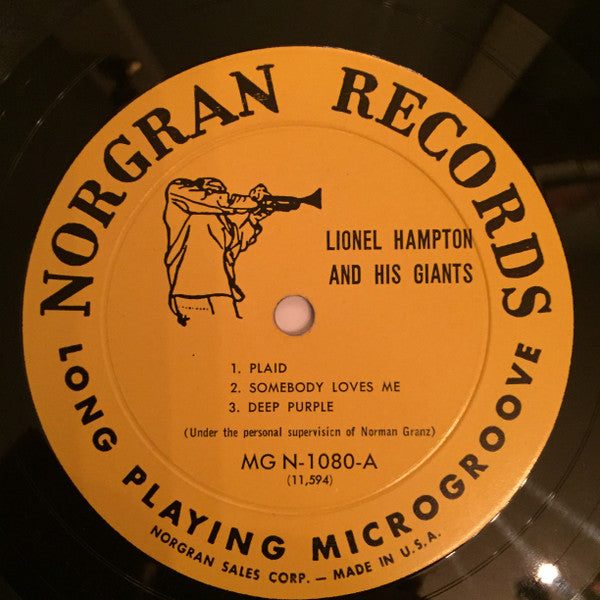 NORGRAN RECORDS
LIONEL HAMPTON
AND HIS GIANTS
1. PLAID
2. SOMEBODY LOVES ME
3. DEEP PURPLE
(Under the personal supervision of Norman Granz)
MG N-1080-A
(11,594)
LONG PLAYING MICROGROOVE
NORGRAN SALES CORP. — MADE IN U.S.A.